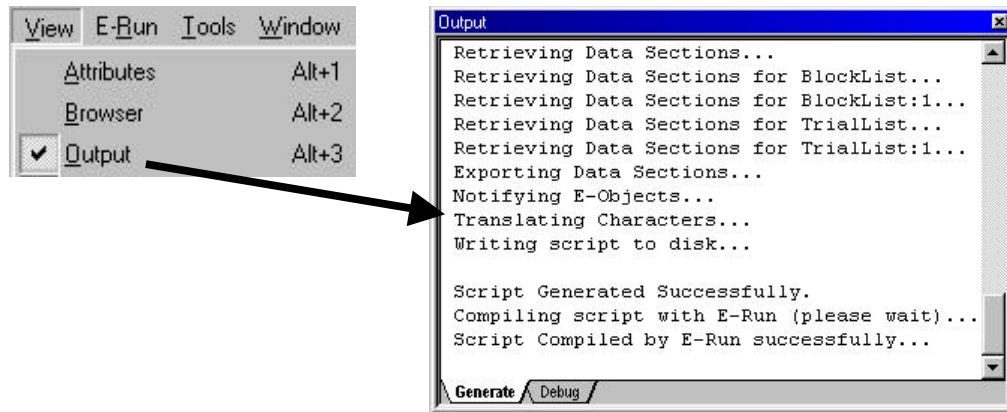 View E-Run Tools Window
Attributes Alt+1
Browser Alt+2
Output Alt+3
Output
Retrieving Data Sections...
Retrieving Data Sections for BlockList...
Retrieving Data Sections for BlockList:1...
Retrieving Data Sections for TrialList...
Retrieving Data Sections for TrialList:1...
Exporting Data Sections...
Notifying E-Objects...
Translating Characters...
Writing script to disk...
Script Generated Successfully.
Compiling script with E-Run (please wait)...
Script Compiled by E-Run successfully...
Generate Debug